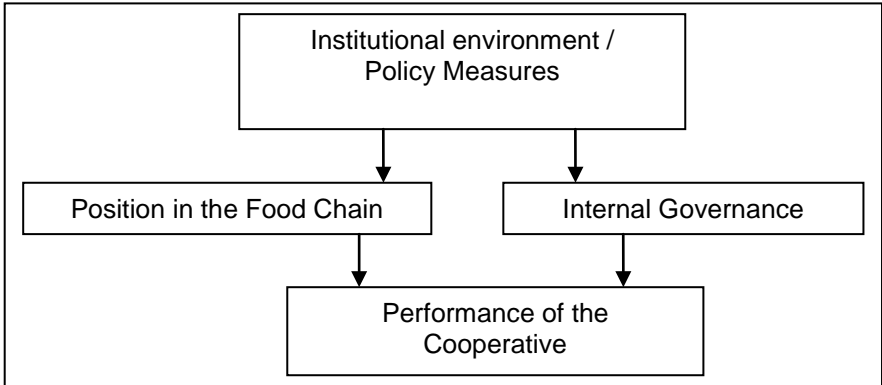 Institutional environment /
Policy Measures
Position in the Food Chain
Internal Governance
Performance of the
Cooperative